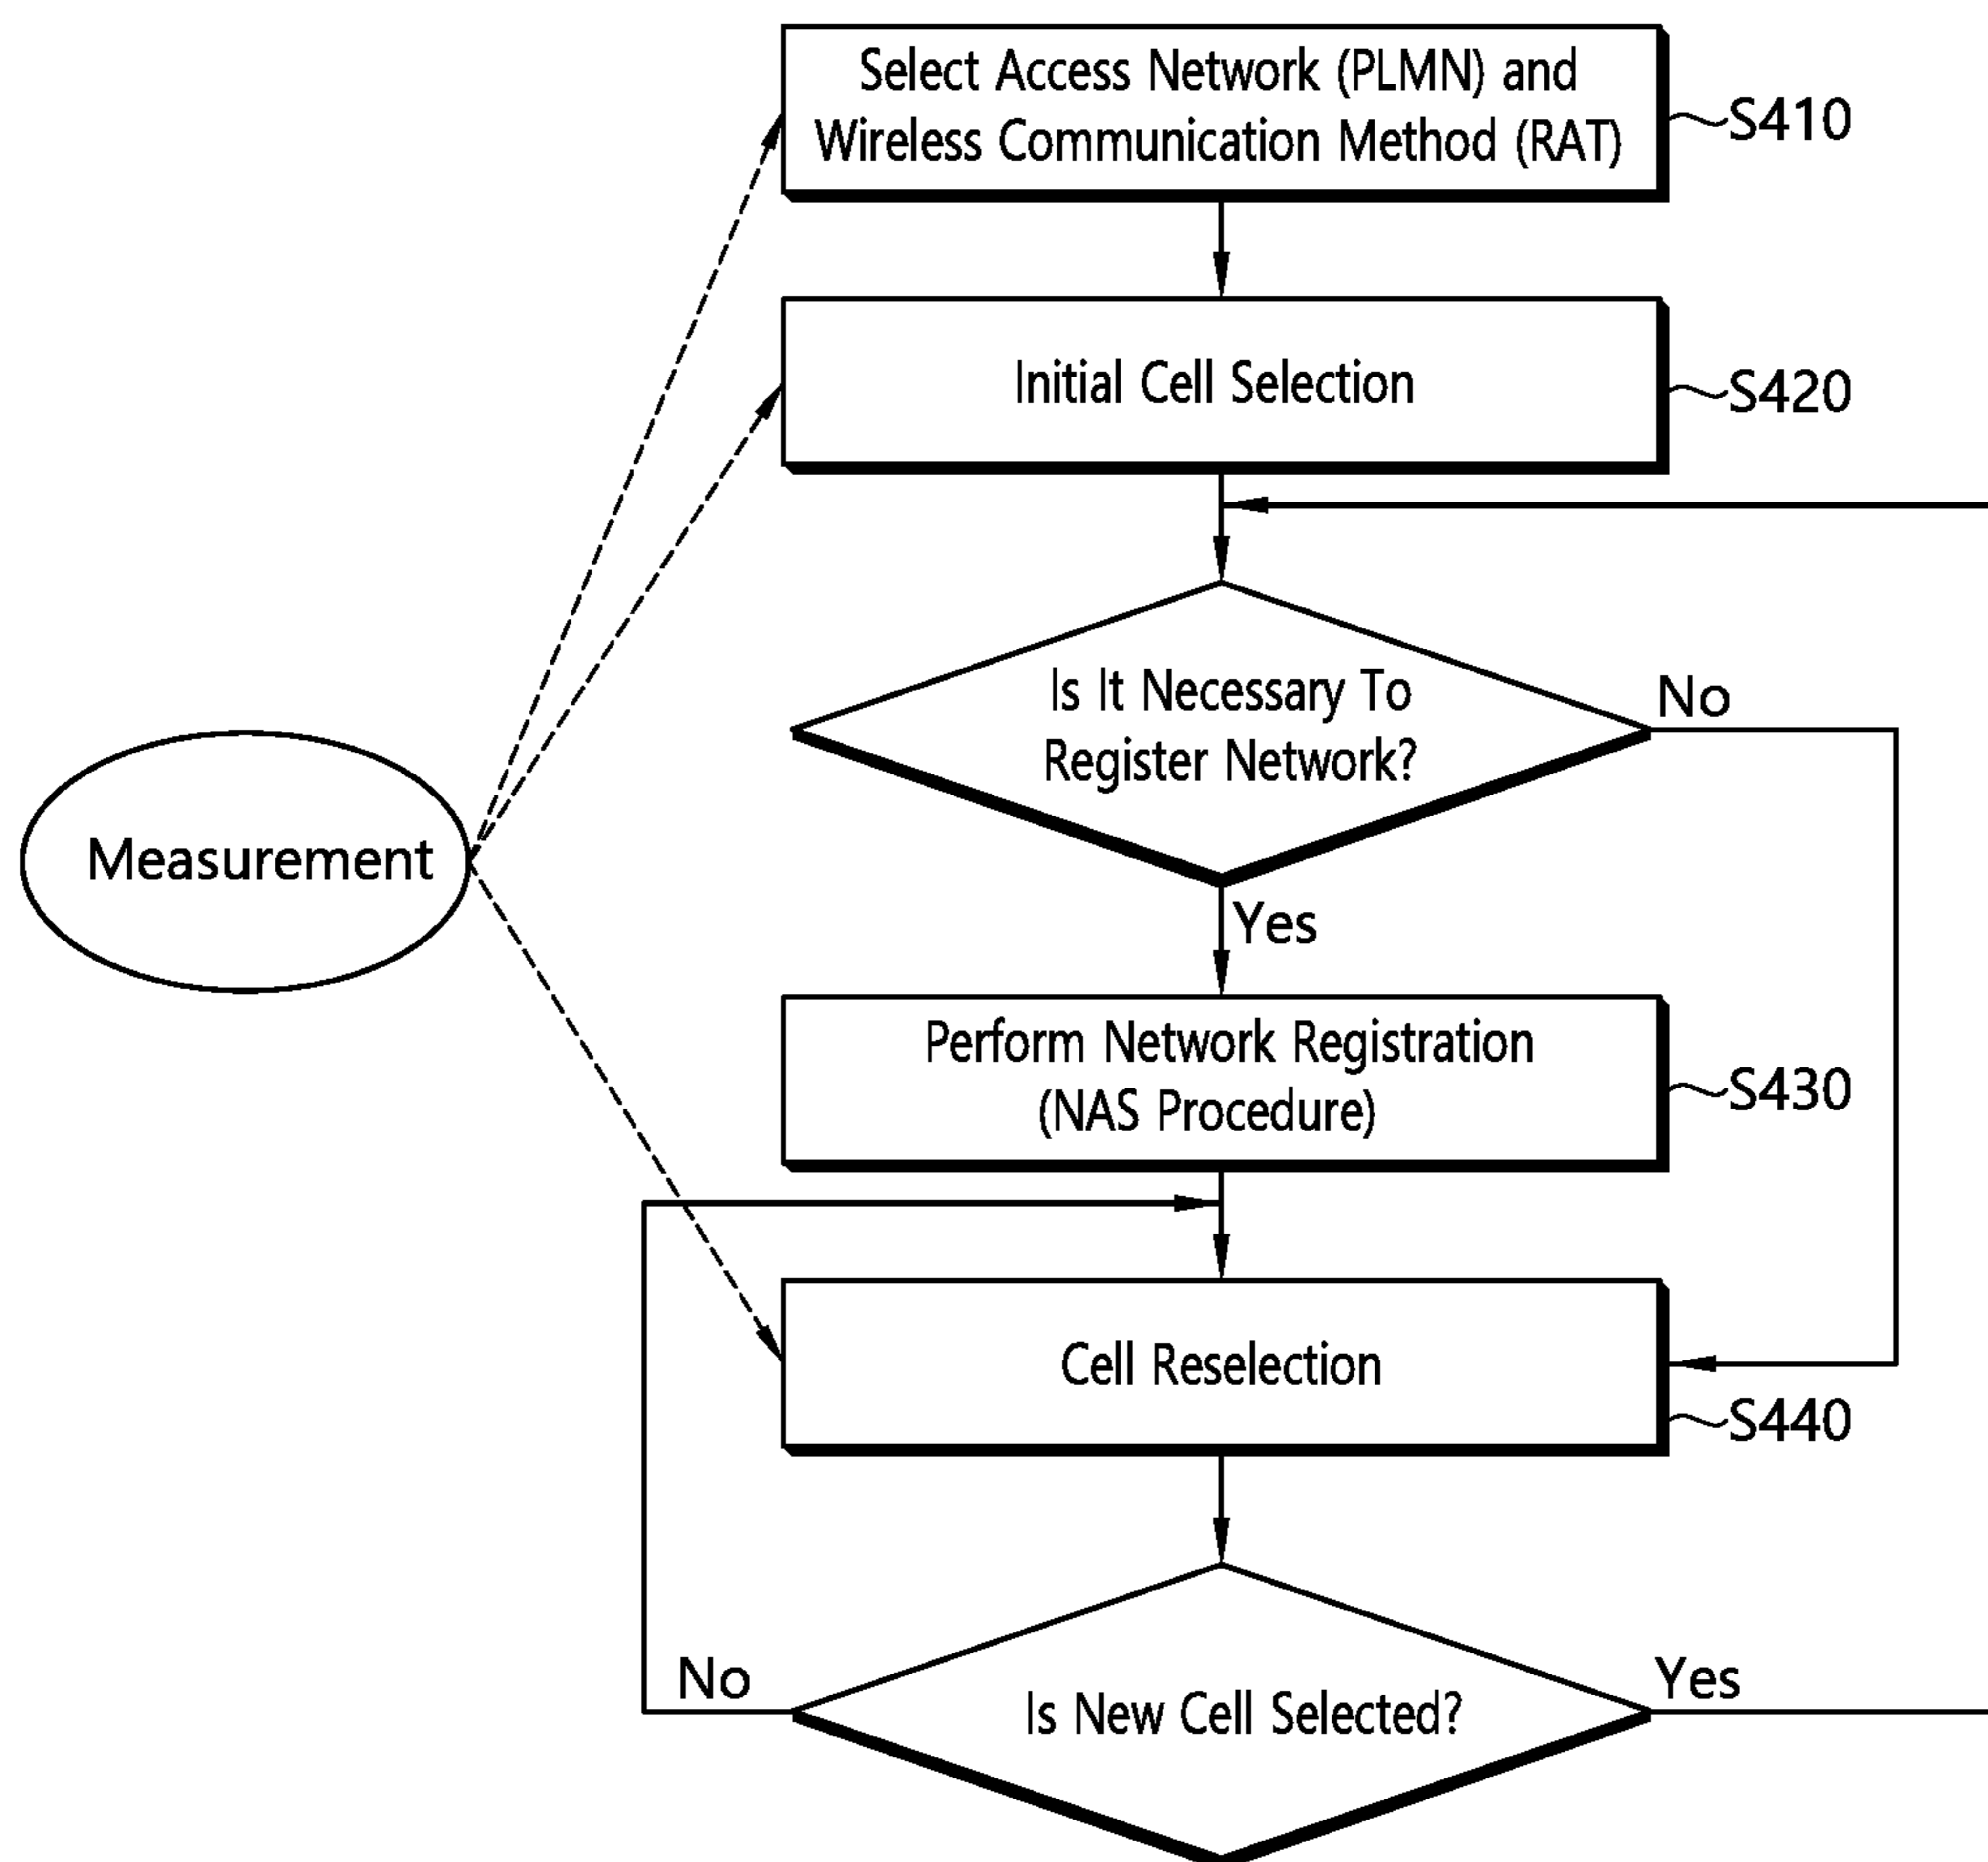 Select Access Network (PLMN) and
Wireless Communication Method (RAT)
S410
Initial Cell Selection
S420
Is It Necessary To
Register Network?
No
Measurement
Yes
Perform Network Registration
(NAS Procedure)
S430
Cell Reselection
S440
No
Is New Cell Selected?
Yes